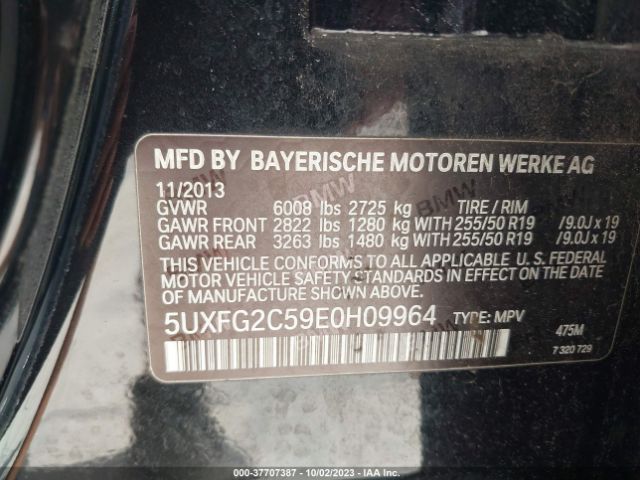 MFD BY BAYERISCHE MOTOREN WERKE AG
11/2013
GVWR 6008 lbs 2725 kg TIRE / RIM
GAWR FRONT 2822 lbs 1280 kg WITH 255/50 R19 /9.0J x 19
GAWR REAR 3263 lbs 1480 kg WITH 255/50 R19 /9.0J x 19
THIS VEHICLE CONFORMS TO ALL APPLICABLE U. S. FEDERAL
MOTOR VEHICLE SAFETY STANDARDS IN EFFECT ON THE DATE
OF MANUFACTURE SHOWN ABOVE.
5UXFG2C59E0H09964 TYPE: MPV 475M
7 320 729
000-37707387 - 10/02/2023 - IAA Inc.